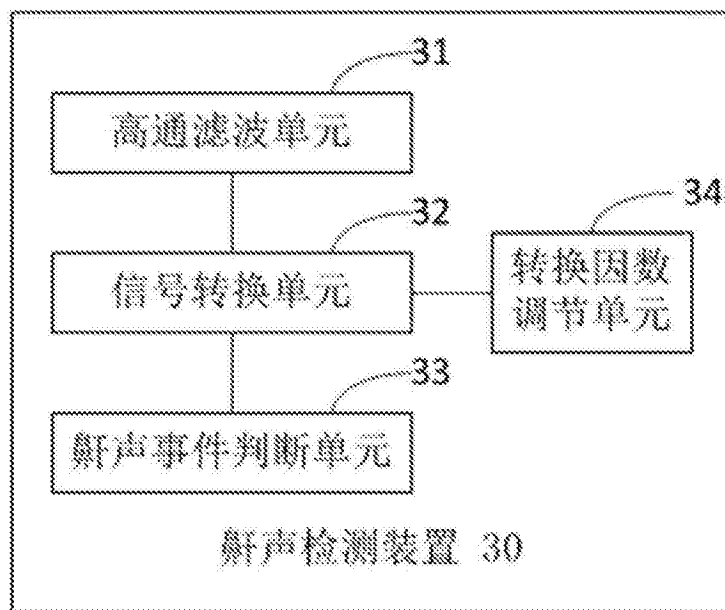 31
高通滤波单元
32
信号转换单元
34
转换因数
调节单元
33
鼾声事件判断单元
鼾声检测装置 30